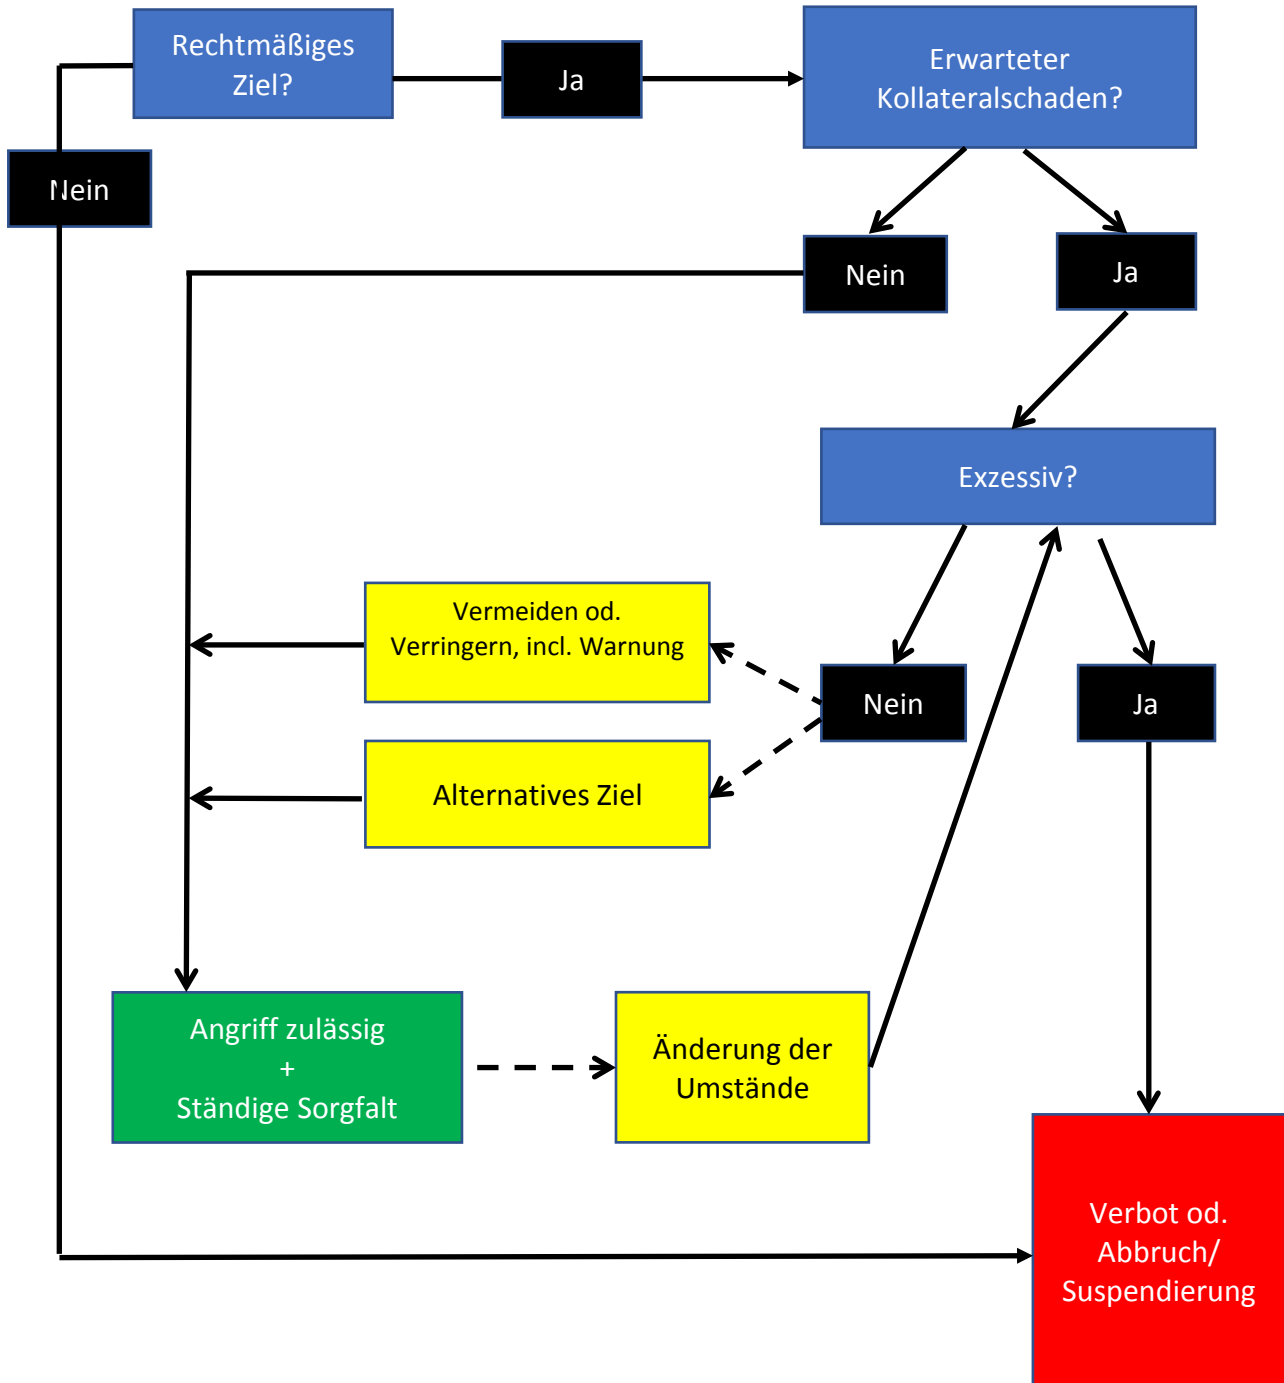 Rechtmäßiges
Ziel?
Ja
Erwarteter
Kollateralschaden?
Nein
Nein
Ja
Exzessiv?
Vermeiden od.
Verringern, incl. Warnung
Nein
Ja
Alternatives Ziel
Angriff zulässig
+
Ständige Sorgfalt
Änderung der
Umstände
Verbot od.
Abbruch/
Suspendierung